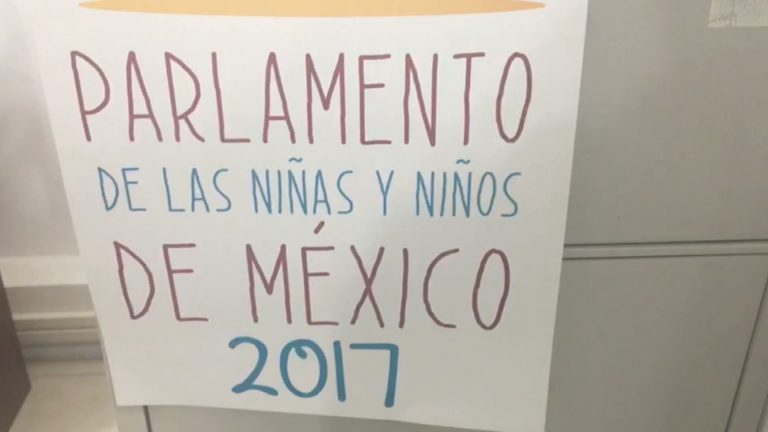 PARLAMENTO
DE LAS NIÑAS Y NIÑOS
DE MÉXICO
2017